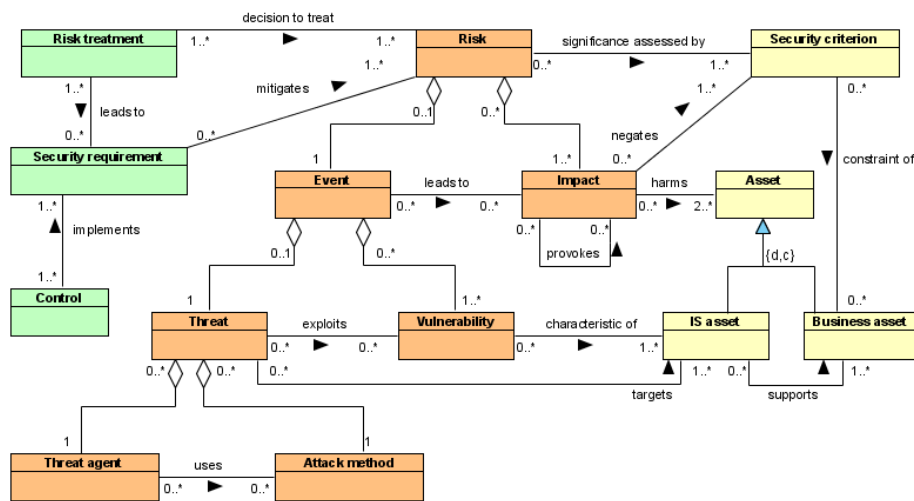 decision to treat
Risk treatment
1..*
1..*
Risk
0..*
significance assessed by
1..*
Security criterion
1..*
leads to
0..*
mitigates
1..*
0..*
0..1
0..*
1..*
negates
0..*
0..*
constraint of
0..*
Security requirement
1..*
implements
1..*
Control
1
Event
0..*
leads to
0..*
1..*
Impact
0..*
harms
2..*
Asset
0..*
provokes
0..*
{d,c}
0..1
0..*
1
Threat
0..*
exploits
0..*
1..*
Vulnerability
0..*
characteristic of
1..*
IS asset
Business asset
0..*
0..*
0..*
targets
1..*
0..*
supports
1..*
1
Threat agent
0..*
uses
0..*
1
Attack method